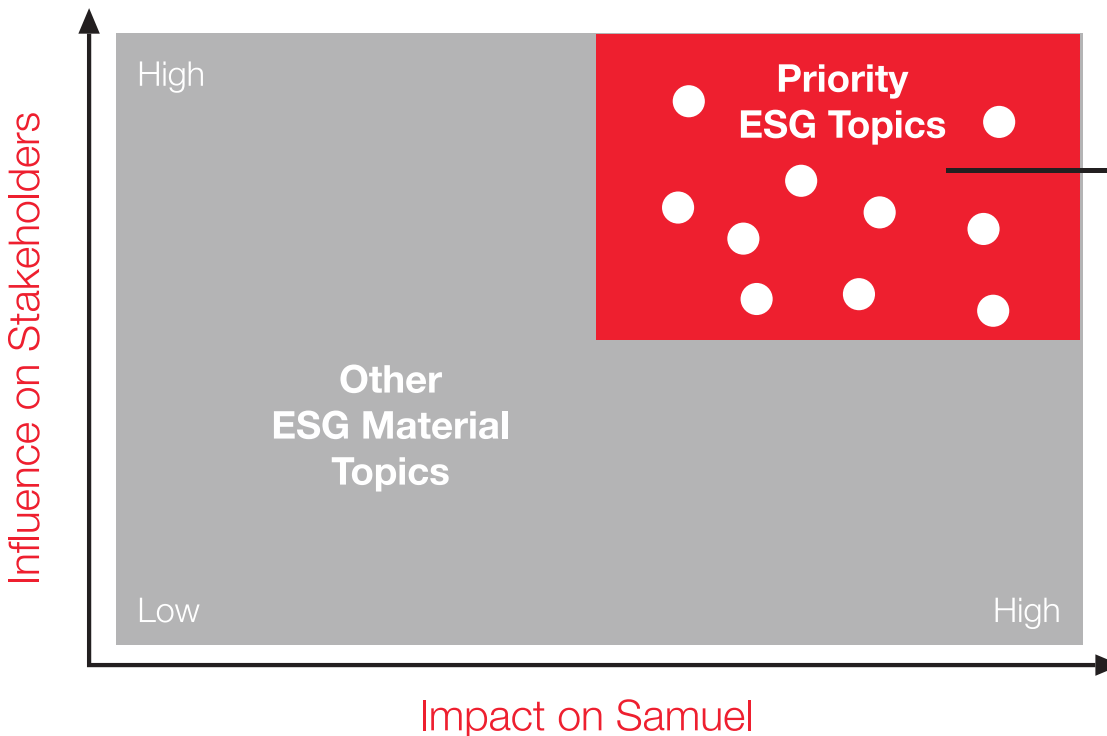 High
Priority
ESG Topics
Influence on Stakeholders
Other
ESG Material
Topics
Low
High
Impact on Samuel